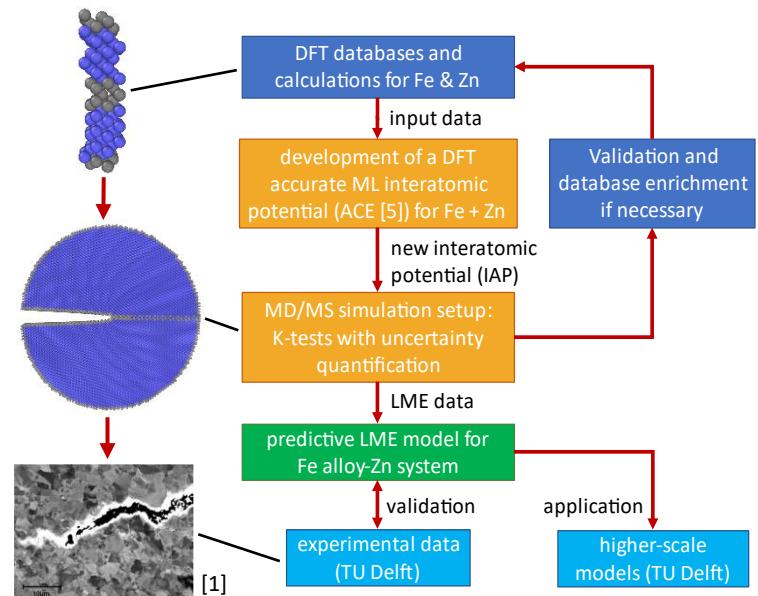 DFT databases and
calculations for Fe & Zn
input data
development of a DFT
accurate ML interatomic
potential (ACE [5]) for Fe + Zn
Validation and
database enrichment
if necessary
new interatomic
potential (IAP)
MD/MS simulation setup:
K-tests with uncertainty
quantification
LME data
predictive LME model for
Fe alloy-Zn system
validation
application
experimental data
(TU Delft)
higher-scale
models (TU Delft)
10µm
[1]